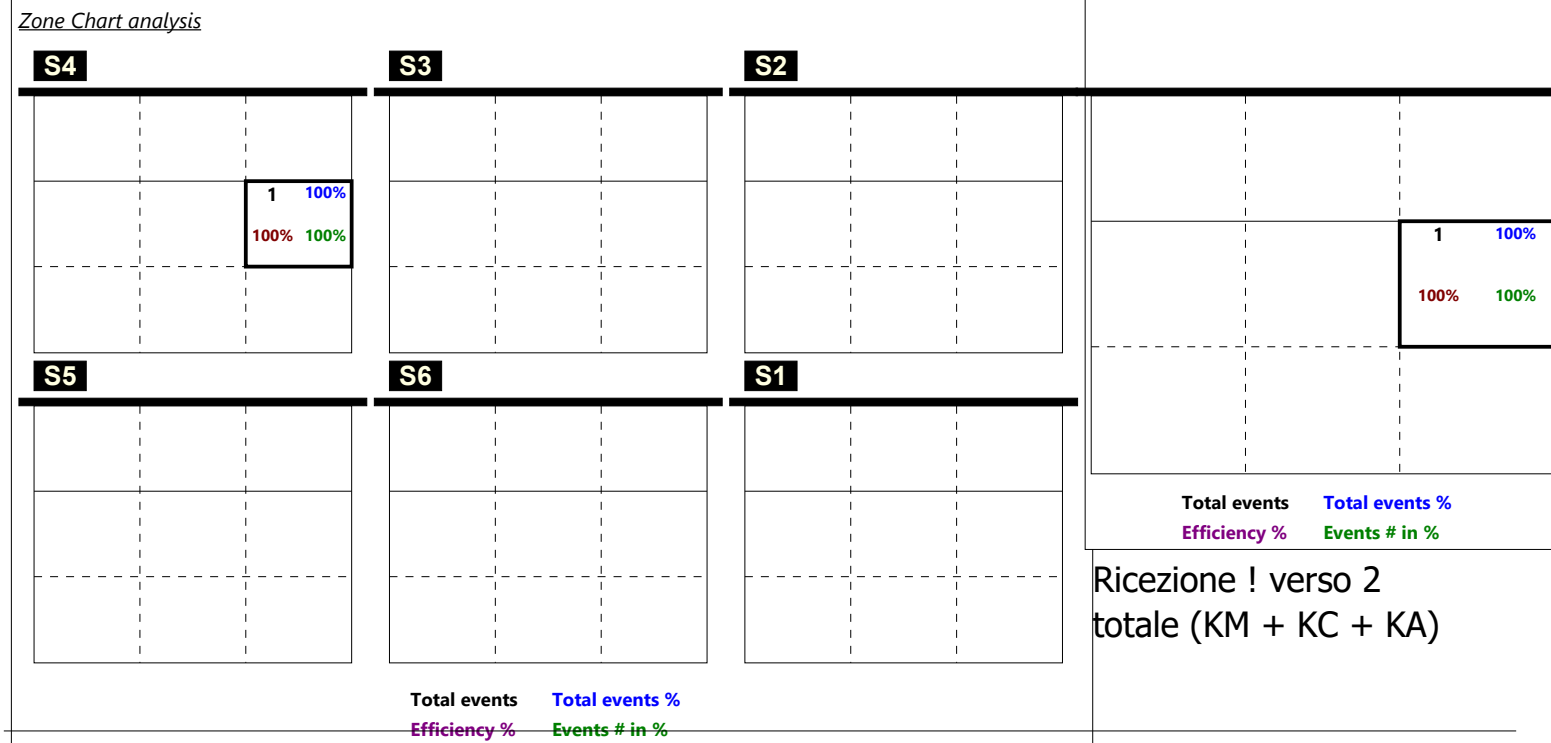 Zone Chart analysis
S4 S3 S2
1 100%
100% 100%
S5 S6 S1
Total events Total events %
Efficiency % Events # in %
1 100%
100% 100%
Total events Total events %
Efficiency % Events # in %
Ricezione ! verso 2
totale (KM + KC + KA)